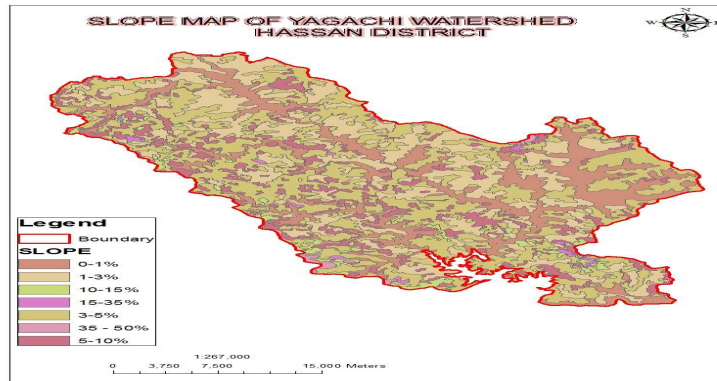 SLOPE MAP OF YAGACHI WATERSHED
HASSAN DISTRICT
N
W
S
Legend
Boundary
SLOPE
0-1%
1-3%
10-15%
15-35%
3-5%
35 - 50%
5-10%
1:267,000
0 3,750 7,500 15,000 Meters